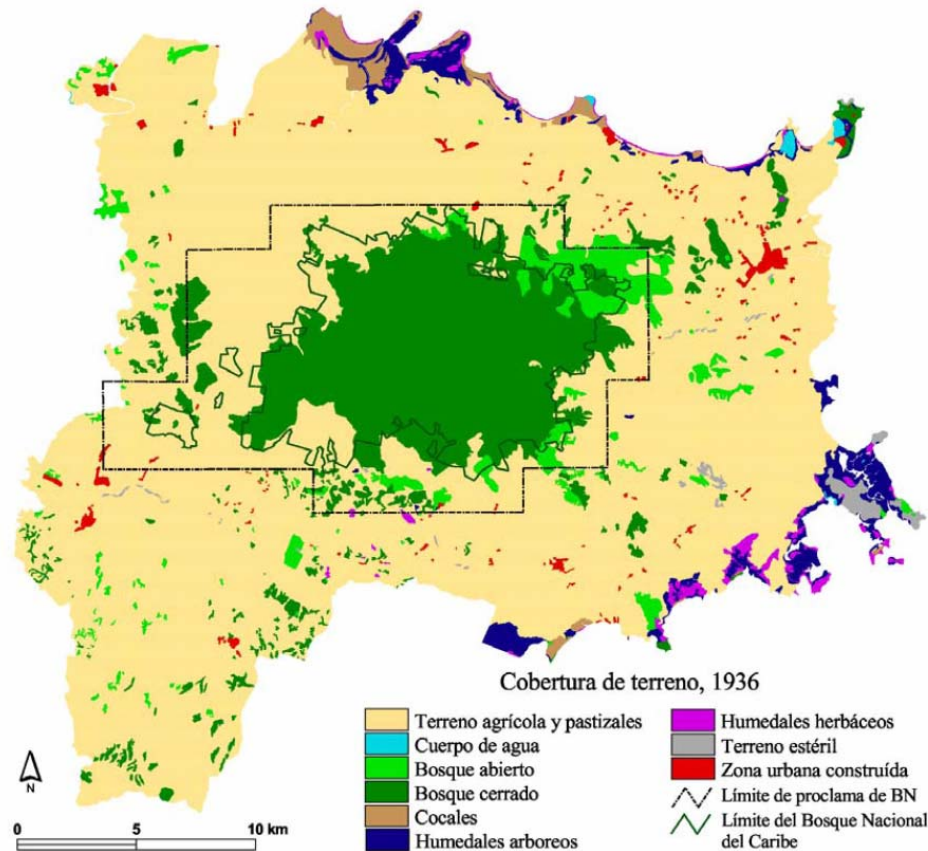 Cobertura de terreno, 1936
Terreno agrícola y pastizales
Cuerpo de agua
Bosque abierto
Bosque cerrado
Cocales
Humedales arboreos
Humedales herbáceos
Terreno estéril
Zona urbana construída
Límite de proclama de BN
Límite del Bosque Nacional
del Caribe
N
0 5 10 km